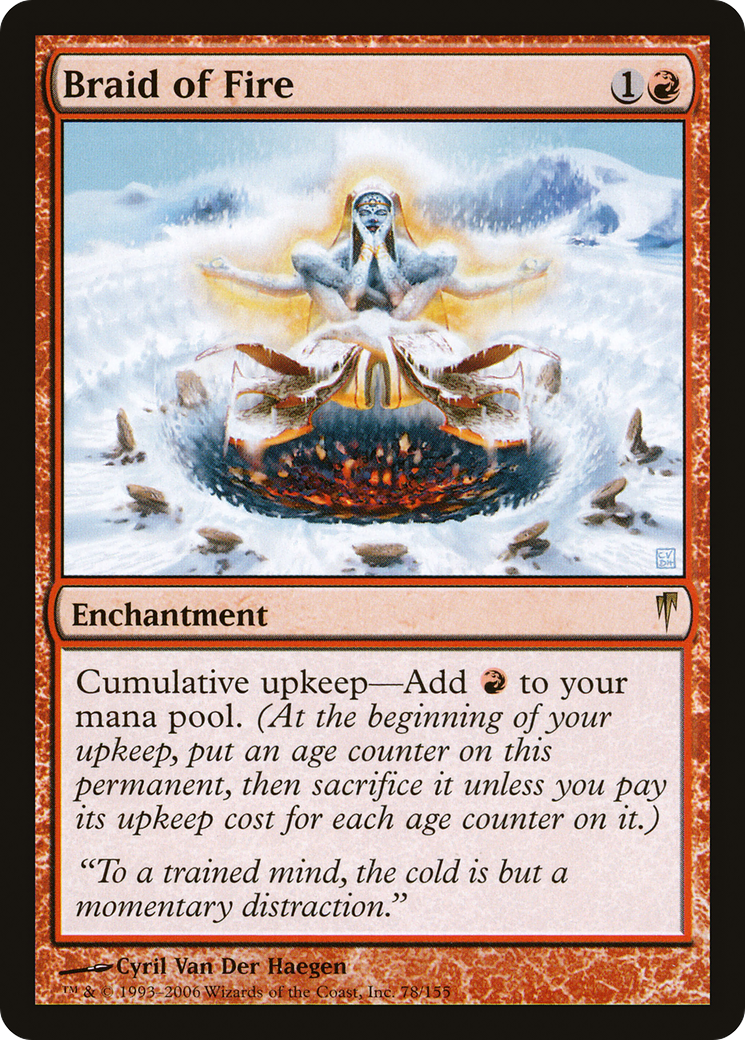 Braid of Fire 1
Enchantment
Cumulative upkeep—Add to your
mana pool. (At the beginning of your
upkeep, put an age counter on this
permanent, then sacrifice it unless you pay
its upkeep cost for each age counter on it.)
“To a trained mind, the cold is but a
momentary distraction.”
Cyril Van Der Haegen
™ & © 1993–2006 Wizards of the Coast, Inc. 78/155